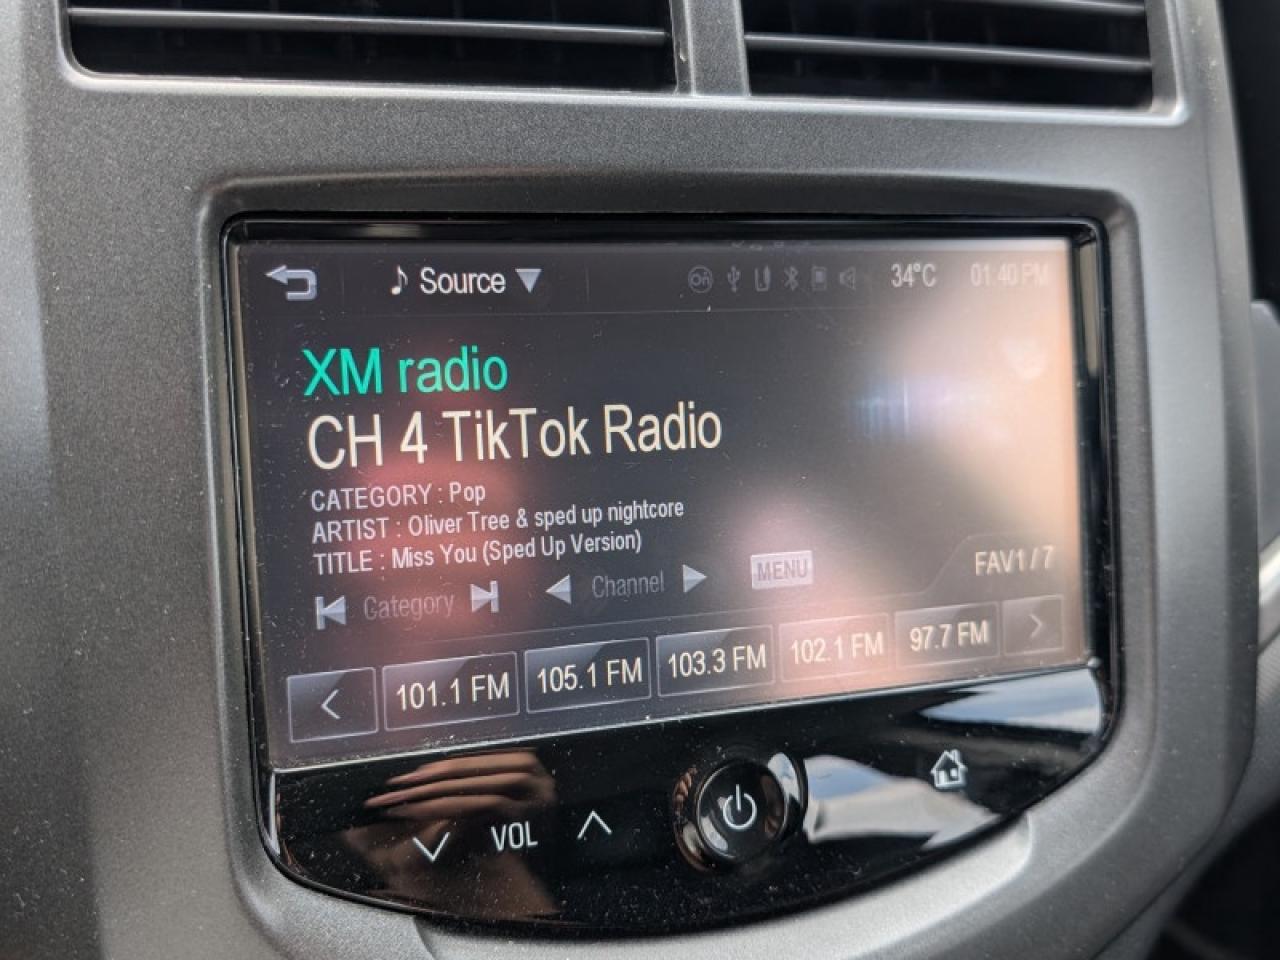 Source 34°C 01:40 PM
XM radio
CH 4 TikTok Radio
CATEGORY : Pop
ARTIST : Oliver Tree & sped up nightcore
TITLE : Miss You (Sped Up Version)
Category Channel MENU FAV1 / 7
101.1 FM 105.1 FM 103.3 FM 102.1 FM 97.7 FM
VOL